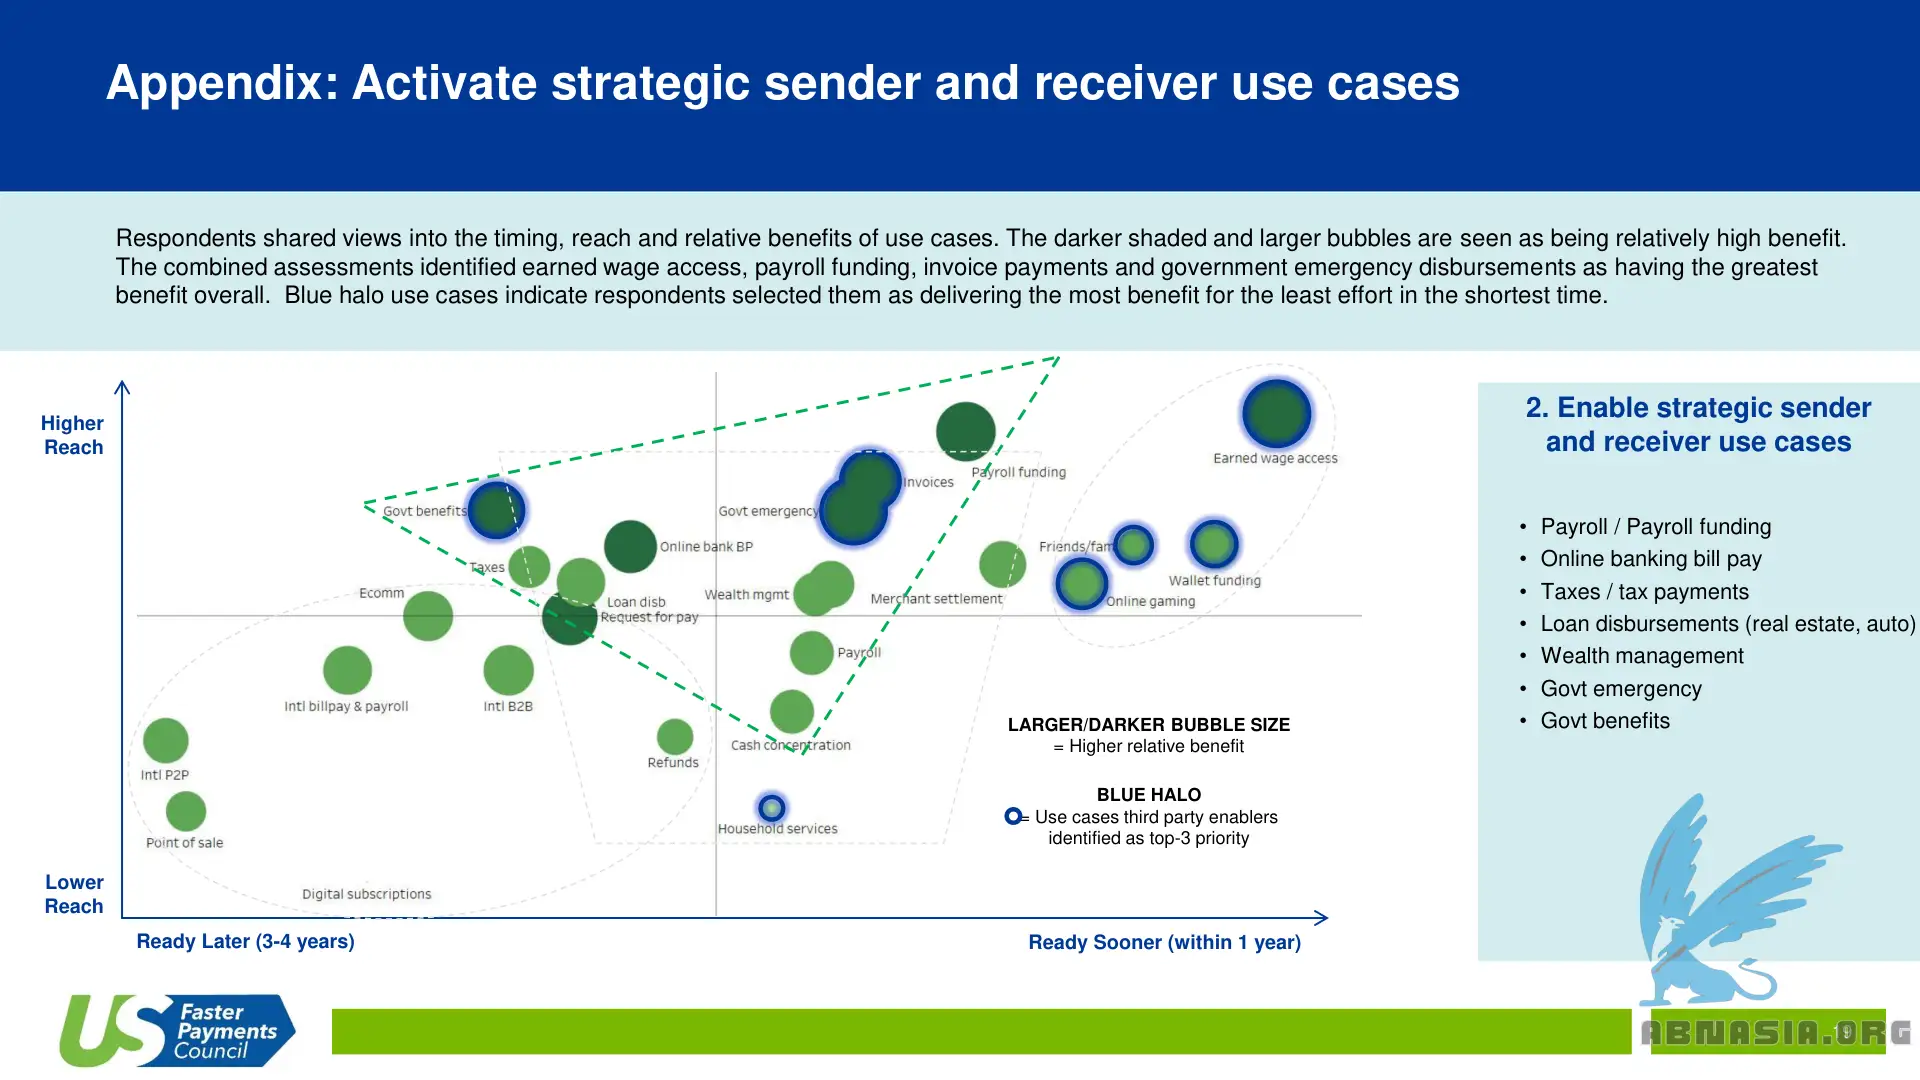 Appendix: Activate strategic sender and receiver use cases
Respondents shared views into the timing, reach and relative benefits of use cases. The darker shaded and larger bubbles are seen as being relatively high benefit.
The combined assessments identified earned wage access, payroll funding, invoice payments and government emergency disbursements as having the greatest
benefit overall.  Blue halo use cases indicate respondents selected them as delivering the most benefit for the least effort in the shortest time.
Higher
Reach
Earned wage access
Payroll funding
Invoices
Govt benefits
Govt emergency
Online bank BP
Friends/fam
Taxes
Wallet funding
Ecomm
Wealth mgmt
Merchant settlement
Online gaming
Loan disb
Request for pay
Payroll
Intl billpay & payroll
Intl B2B
Cash concentration
Refunds
Intl P2P
Household services
Point of sale
Digital subscriptions
LARGER/DARKER BUBBLE SIZE
= Higher relative benefit
BLUE HALO
= Use cases third party enablers
identified as top-3 priority
Lower
Reach
Ready Later (3-4 years)
Ready Sooner (within 1 year)
2. Enable strategic sender
and receiver use cases
• Payroll / Payroll funding
• Online banking bill pay
• Taxes / tax payments
• Loan disbursements (real estate, auto)
• Wealth management
• Govt emergency
• Govt benefits
US
Faster
Payments
Council
ABNASIA.ORG